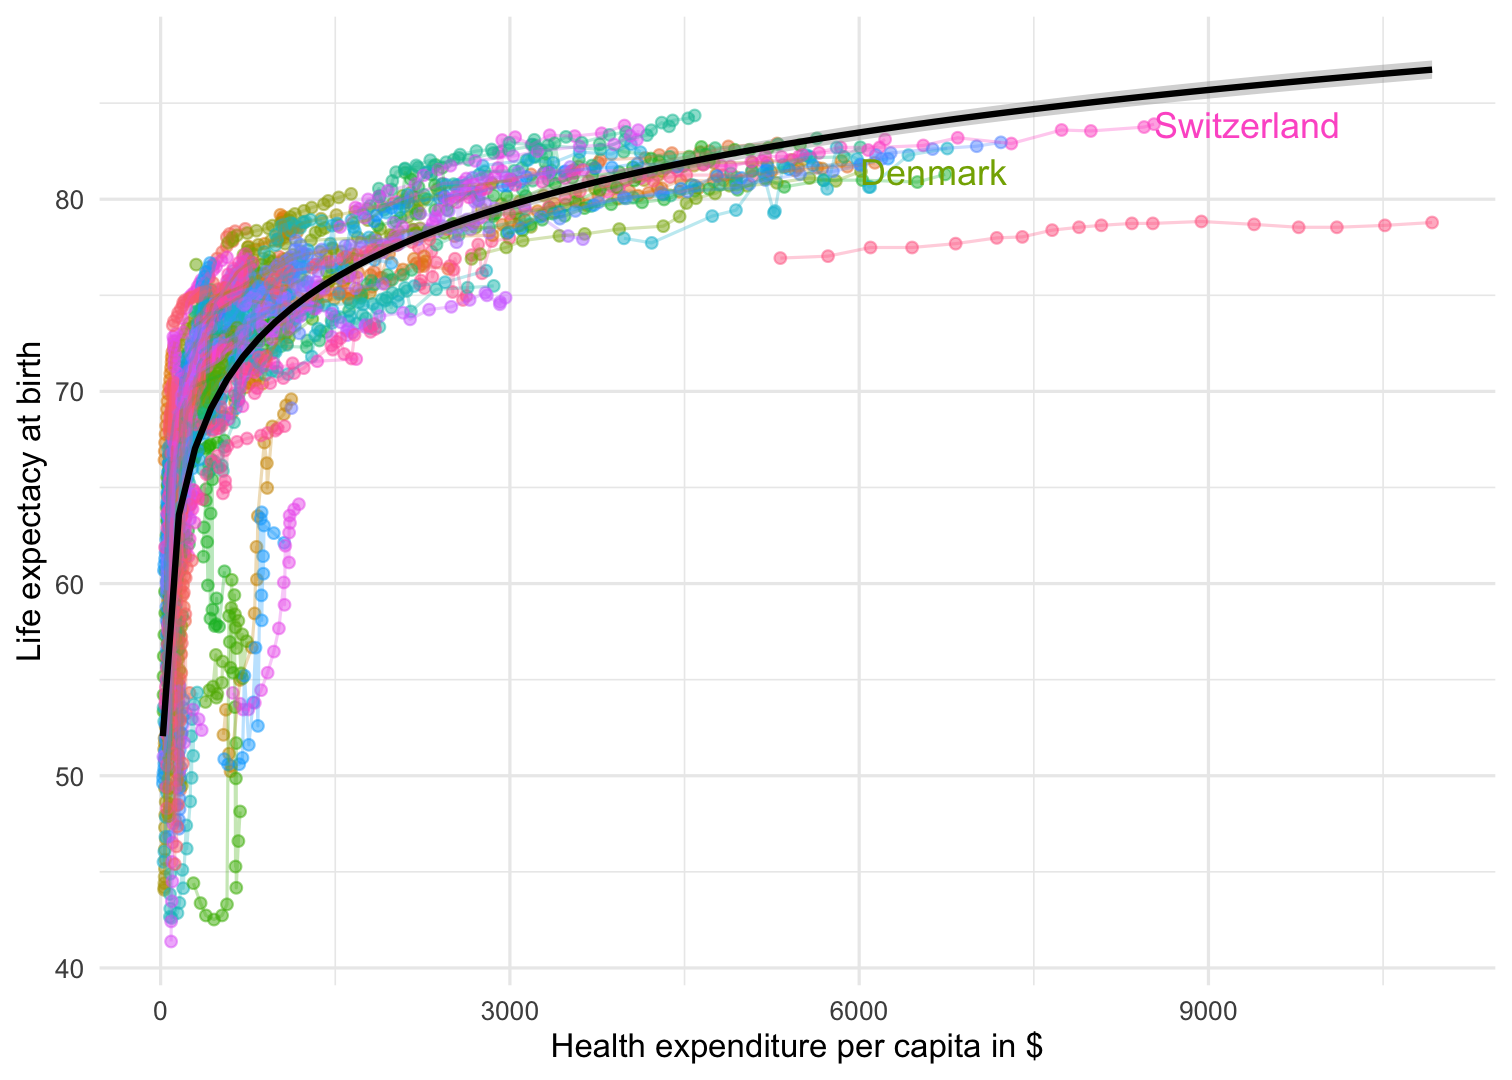 Switzerland
Denmark
80
70
60
50
40
Life expectacy at birth
0 3000 6000 9000
Health expenditure per capita in $